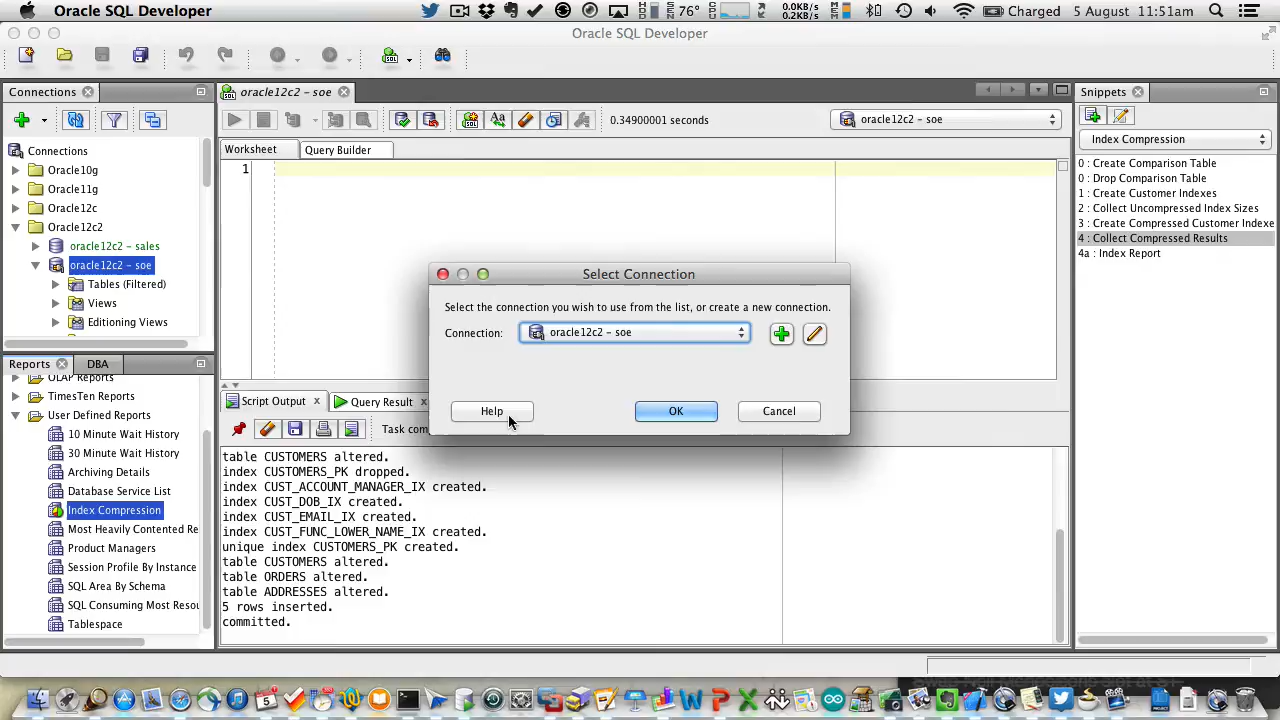 Oracle SQL Developer
76°
0.0KB/s
0.2KB/s
Charged
5 August
11:51am
Oracle SQL Developer
Connections
oracle12c2 – soe
Snippets
0.34900001 seconds
oracle12c2 – soe
Worksheet
Query Builder
1
Connections
Oracle10g
Oracle11g
Oracle12c
Oracle12c2
oracle12c2 – sales
oracle12c2 – soe
Tables (Filtered)
Views
Editioning Views
Index Compression
0 : Create Comparison Table
0 : Drop Comparison Table
1 : Create Customer Indexes
2 : Collect Uncompressed Index Sizes
3 : Create Compressed Customer Indexe
4 : Collect Compressed Results
4a : Index Report
Select Connection
Select the connection you wish to use from the list, or create a new connection.
Connection:
oracle12c2 – soe
Help
OK
Cancel
Reports
DBA
OLAP Reports
TimesTen Reports
User Defined Reports
10 Minute Wait History
30 Minute Wait History
Archiving Details
Database Service List
Index Compression
Most Heavily Contented Re
Product Managers
Session Profile By Instance
SQL Area By Schema
SQL Consuming Most Resou
Tablespace
Script Output
Query Result
Task com
table CUSTOMERS altered.
index CUSTOMERS_PK dropped.
index CUST_ACCOUNT_MANAGER_IX created.
index CUST_DOB_IX created.
index CUST_EMAIL_IX created.
index CUST_FUNC_LOWER_NAME_IX created.
unique index CUSTOMERS_PK created.
table CUSTOMERS altered.
table ORDERS altered.
table ADDRESSES altered.
5 rows inserted.
committed.